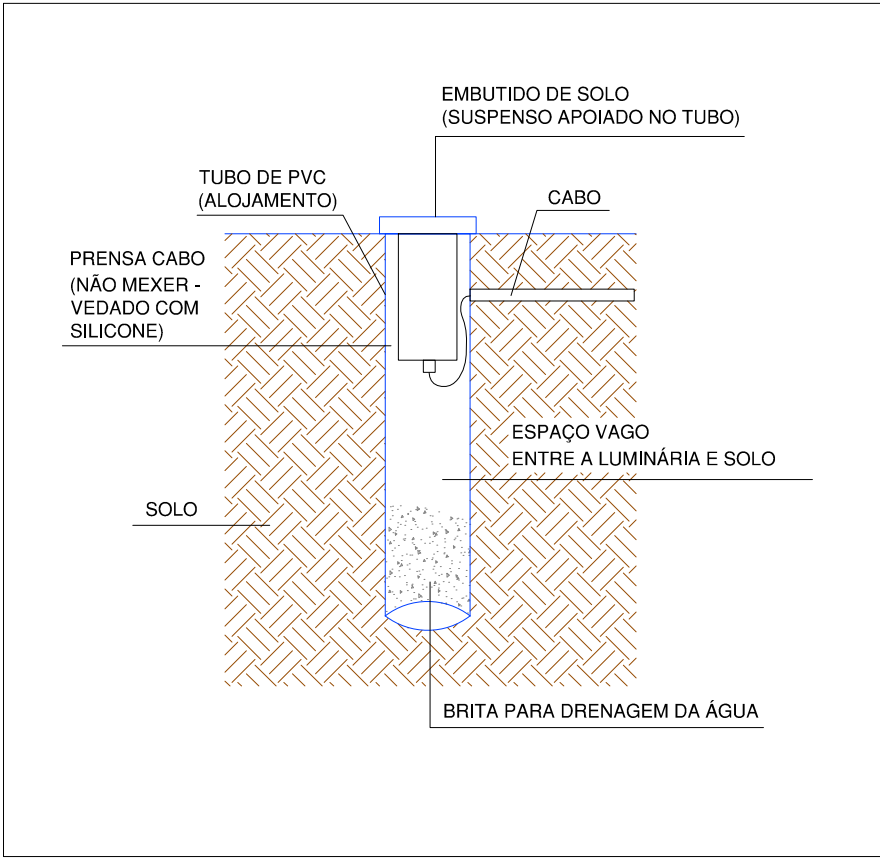 EMBUTIDO DE SOLO
(SUSPENSO APOIADO NO TUBO)
TUBO DE PVC
(ALOJAMENTO)
CABO
PRENSA CABO
(NÃO MEXER -
VEDADO COM
SILICONE)
ESPAÇO VAGO
ENTRE A LUMINÁRIA E SOLO
SOLO
BRITA PARA DRENAGEM DA ÁGUA